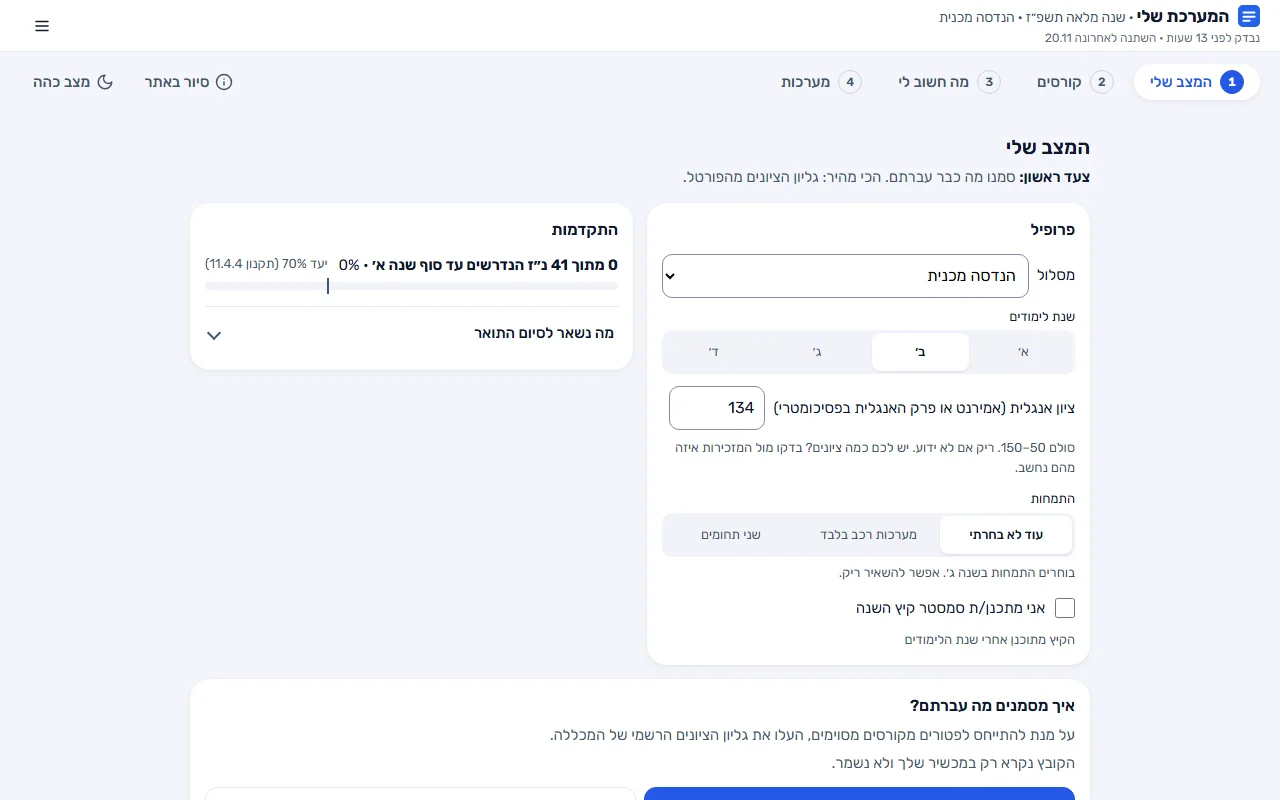 המערכת שלי • שנה מלאה תשפ״ז • הנדסה מכנית
נבדק לפני 13 שעות • השתנה לאחרונה 20.11
1 המצב שלי
2 קורסים
3 מה חשוב לי
4 מערכות
סיור באתר
מצב כהה
המצב שלי
צעד ראשון: סמנו מה כבר עברתם. הכי מהיר: גליון הציונים מהפורטל.
פרופיל
מסלול הנדסה מכנית
שנת לימודים
א׳ ב׳ ג׳ ד׳
ציון אנגלית (אמירנט או פרק האנגלית בפסיכומטרי) 134
סולם 50–150. ריק אם לא ידוע. יש לכם כמה ציונים? בדקו מול המזכירות איזה
מהם נחשב.
התמחות
עוד לא בחרתי מערכות רכב בלבד שני תחומים
בוחרים התמחות בשנה ג׳. אפשר להשאיר ריק.
אני מתכנן/ת סמסטר קיץ השנה
הקיץ מתוכנן אחרי שנת הלימודים
התקדמות
0 מתוך 41 נ״ז הנדרשים עד סוף שנה א׳ • 0% יעד 70% (תקנון 11.4.4)
מה נשאר לסיום התואר
איך מסמנים מה עברתם?
על מנת להתייחס לפטורים מקורסים מסוימים, העלו את גליון הציונים הרשמי של המכללה.
הקובץ נקרא רק במכשיר שלך ולא נשמר.